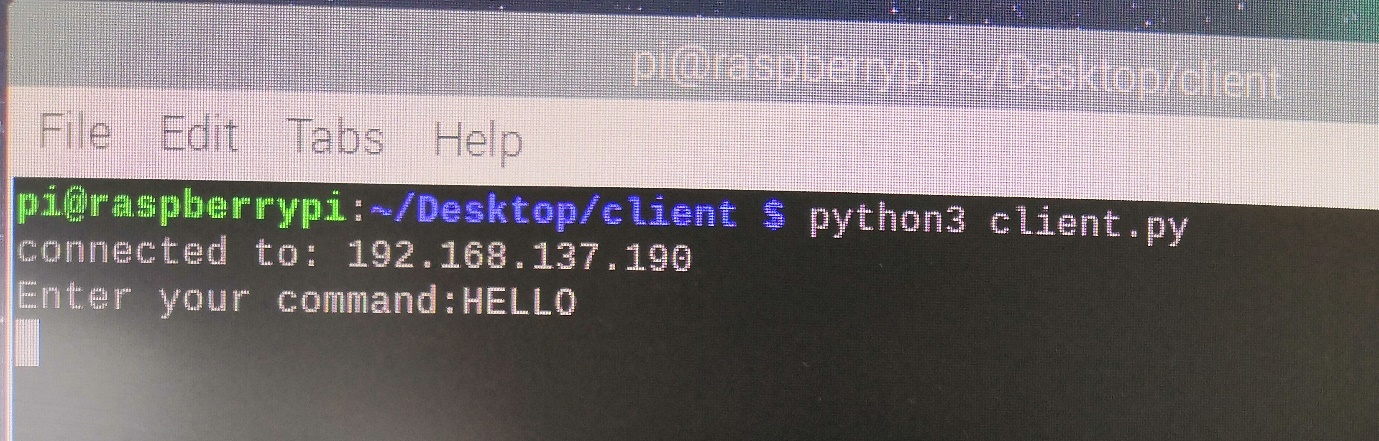 pi@raspberrypi: ~/Desktop/client
File Edit Tabs Help
pi@raspberrypi:~/Desktop/client $ python3 client.py
connected to: 192.168.137.190
Enter your command:HELLO